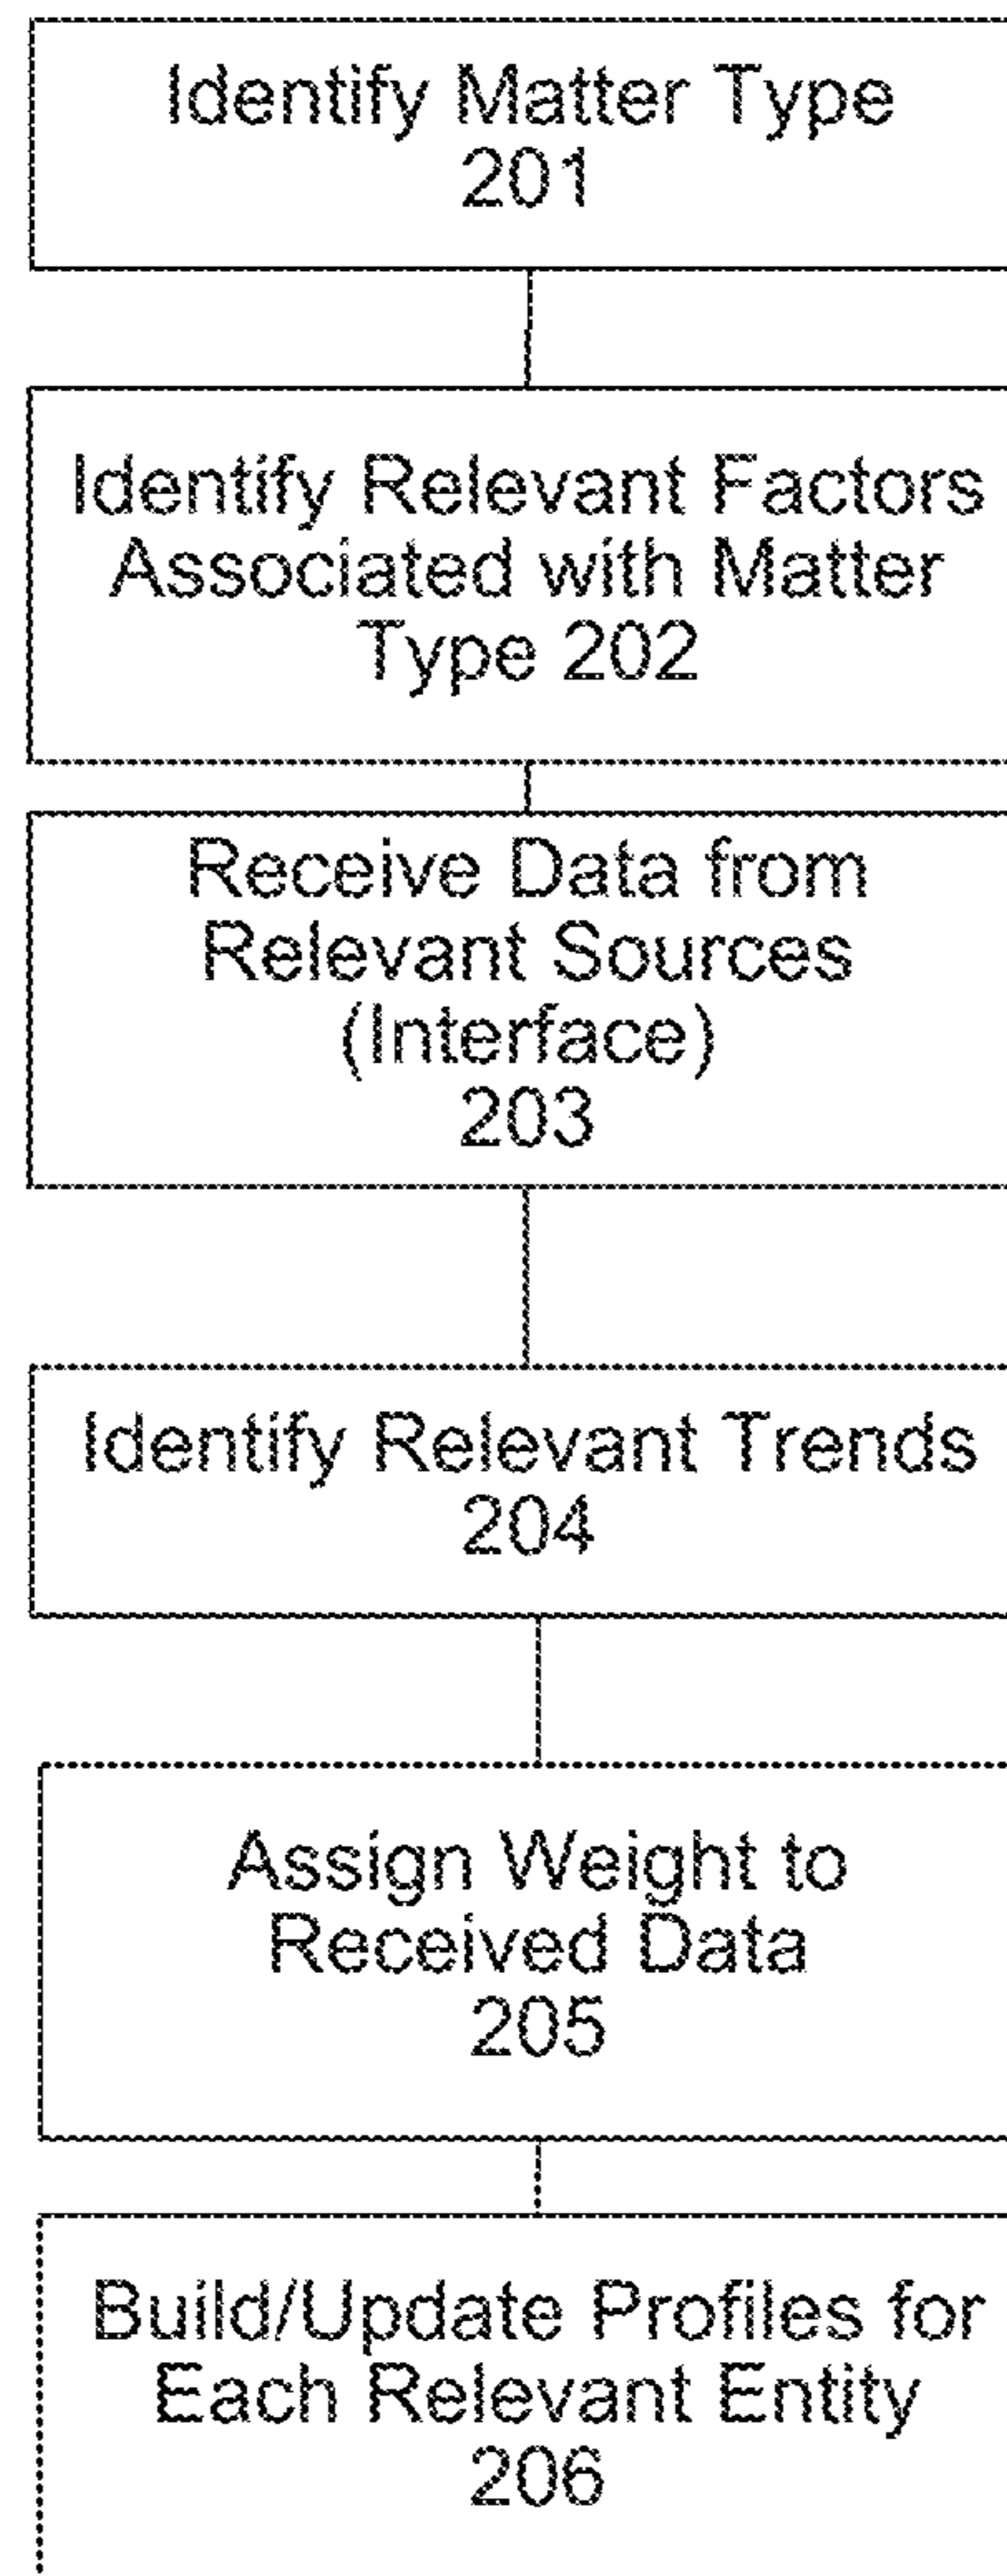 Identify Matter Type
201
Identify Relevant Factors
Associated with Matter
Type 202
Receive Data from
Relevant Sources
(Interface)
203
Identify Relevant Trends
204
Assign Weight to
Received Data
205
Build/Update Profiles for
Each Relevant Entity
206